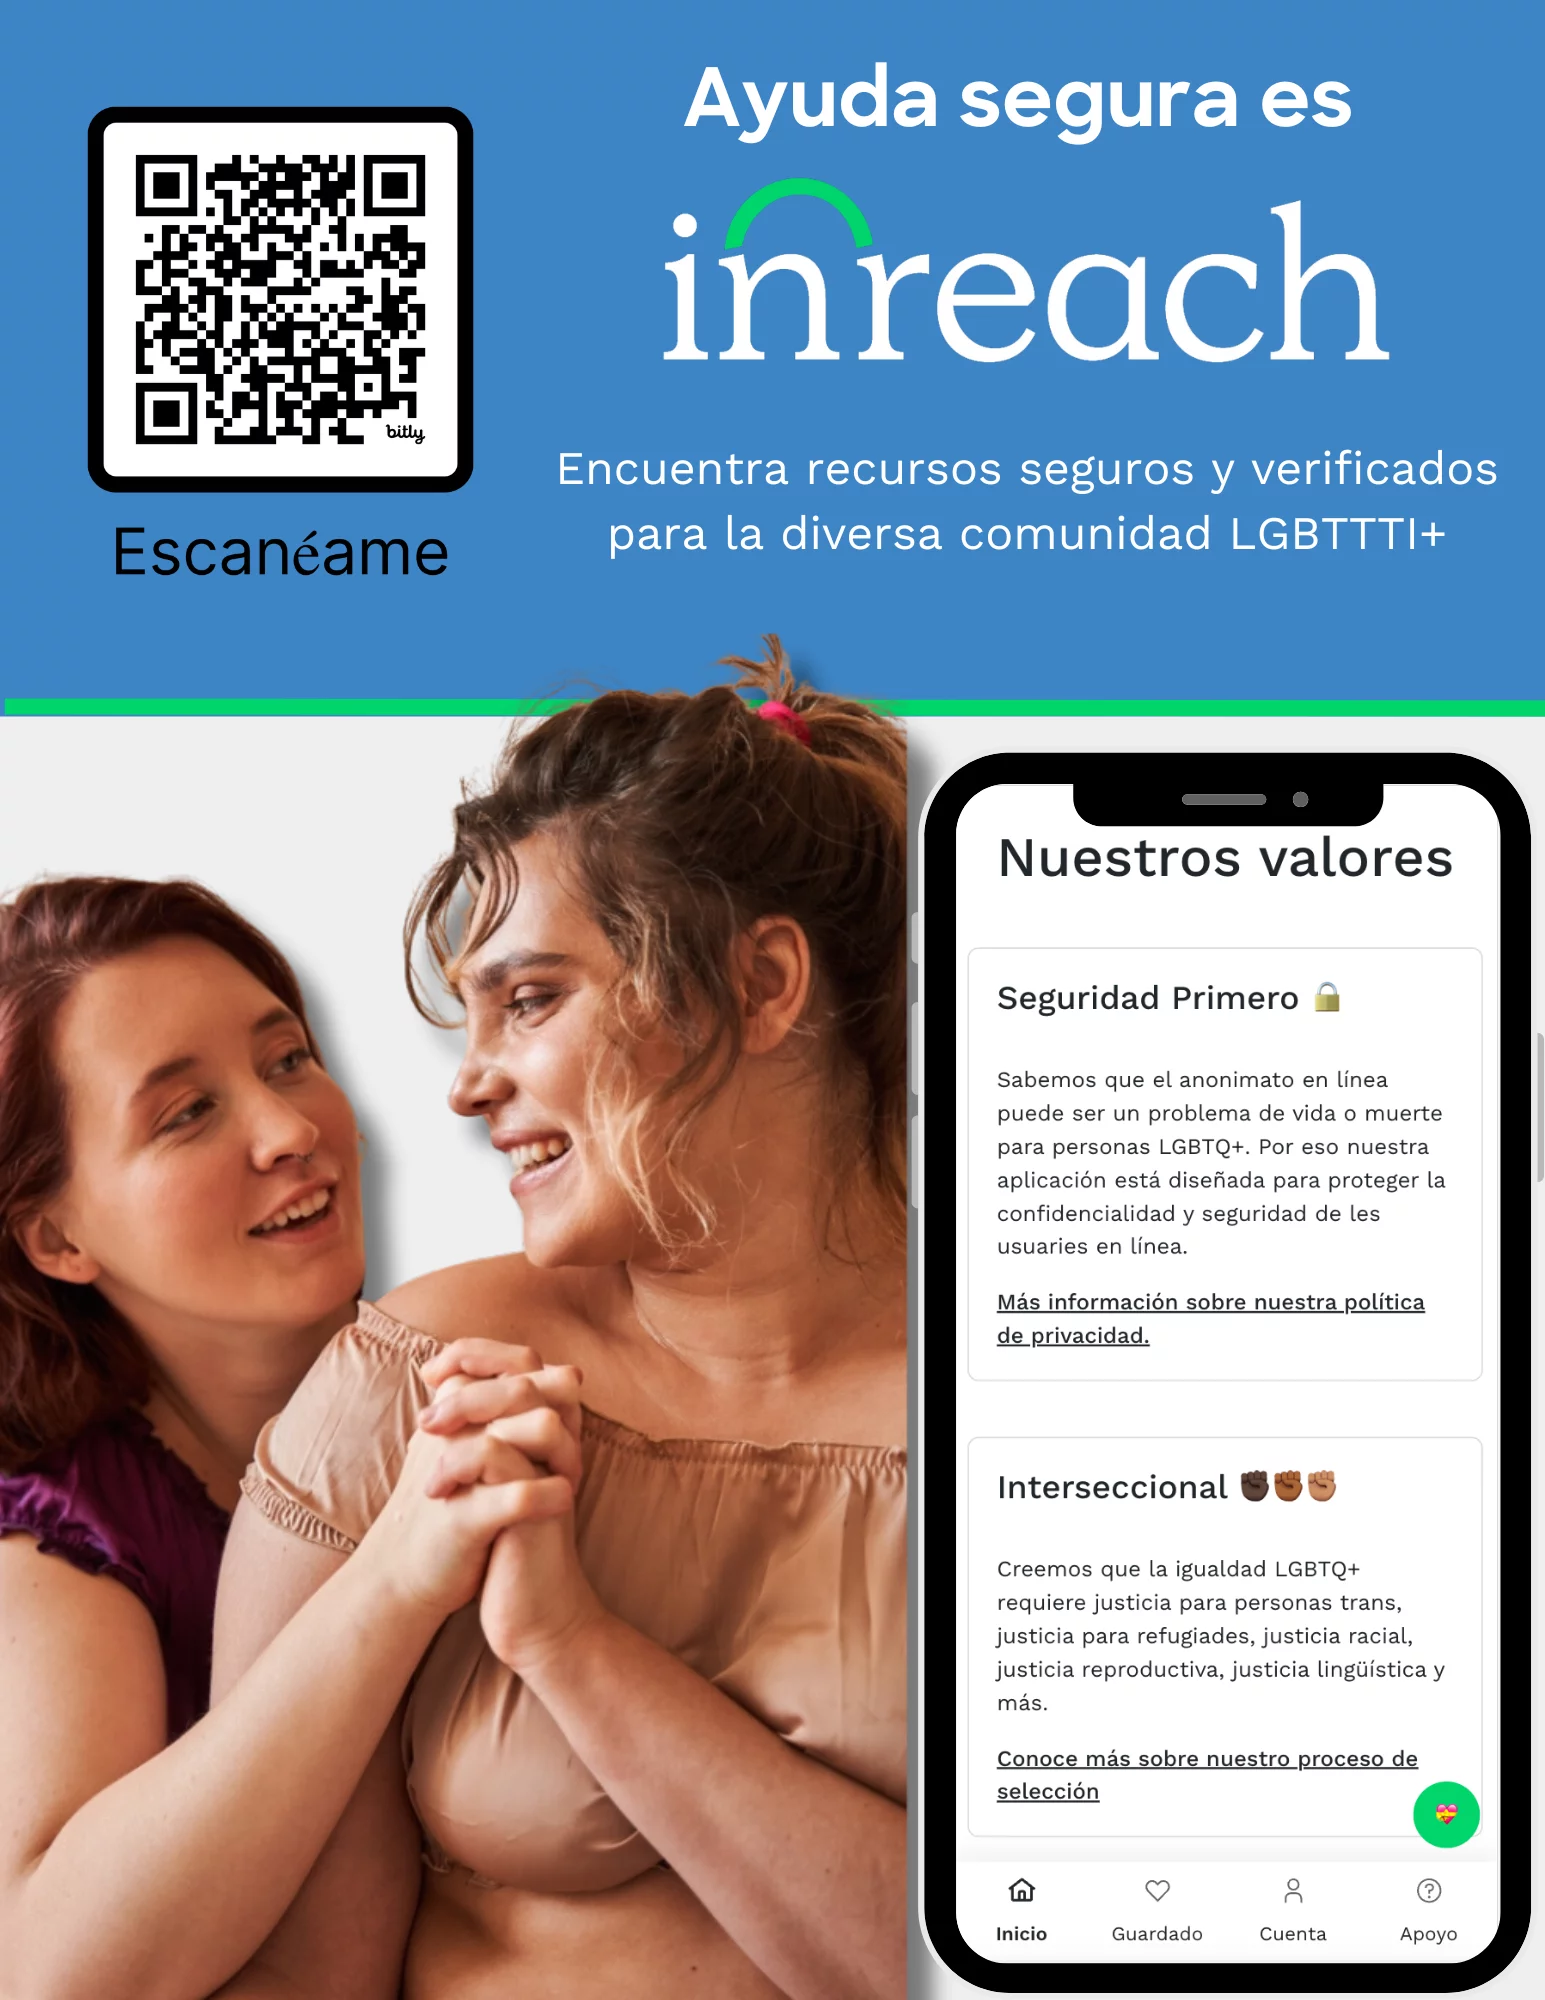 Ayuda segura es
inreach
bitly
Escanéame
Encuentra recursos seguros y verificados
para la diversa comunidad LGBTTTI+
Nuestros valores
Seguridad Primero 🔒
Sabemos que el anonimato en línea
puede ser un problema de vida o muerte
para personas LGBTQ+. Por eso nuestra
aplicación está diseñada para proteger la
confidencialidad y seguridad de les
usuaries en línea.
Más información sobre nuestra política
de privacidad.
Interseccional ✊🏿✊🏾✊🏽
Creemos que la igualdad LGBTQ+
requiere justicia para personas trans,
justicia para refugiades, justicia racial,
justicia reproductiva, justicia lingüística y
más.
Conoce más sobre nuestro proceso de
selección
Inicio
Guardado
Cuenta
Apoyo